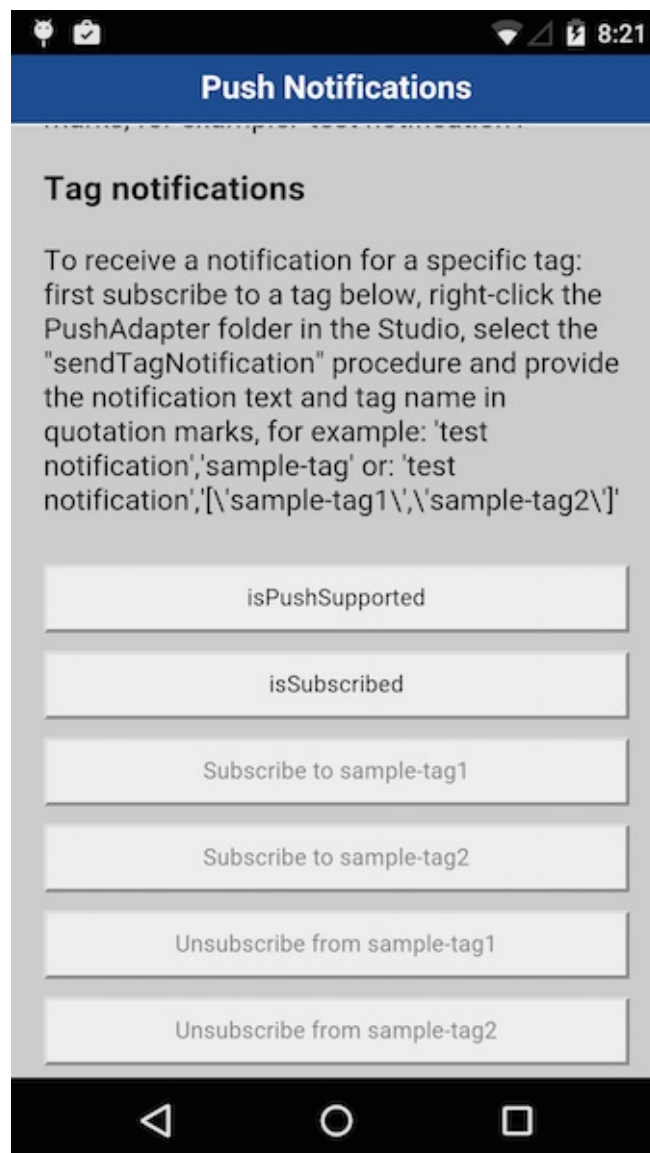 8:21
Push Notifications
Tag notifications
To receive a notification for a specific tag:
first subscribe to a tag below, right-click the
PushAdapter folder in the Studio, select the
"sendTagNotification" procedure and provide
the notification text and tag name in
quotation marks, for example: 'test
notification','sample-tag' or: 'test
notification','[\'sample-tag1\',\'sample-tag2\']'
isPushSupported
isSubscribed
Subscribe to sample-tag1
Subscribe to sample-tag2
Unsubscribe from sample-tag1
Unsubscribe from sample-tag2